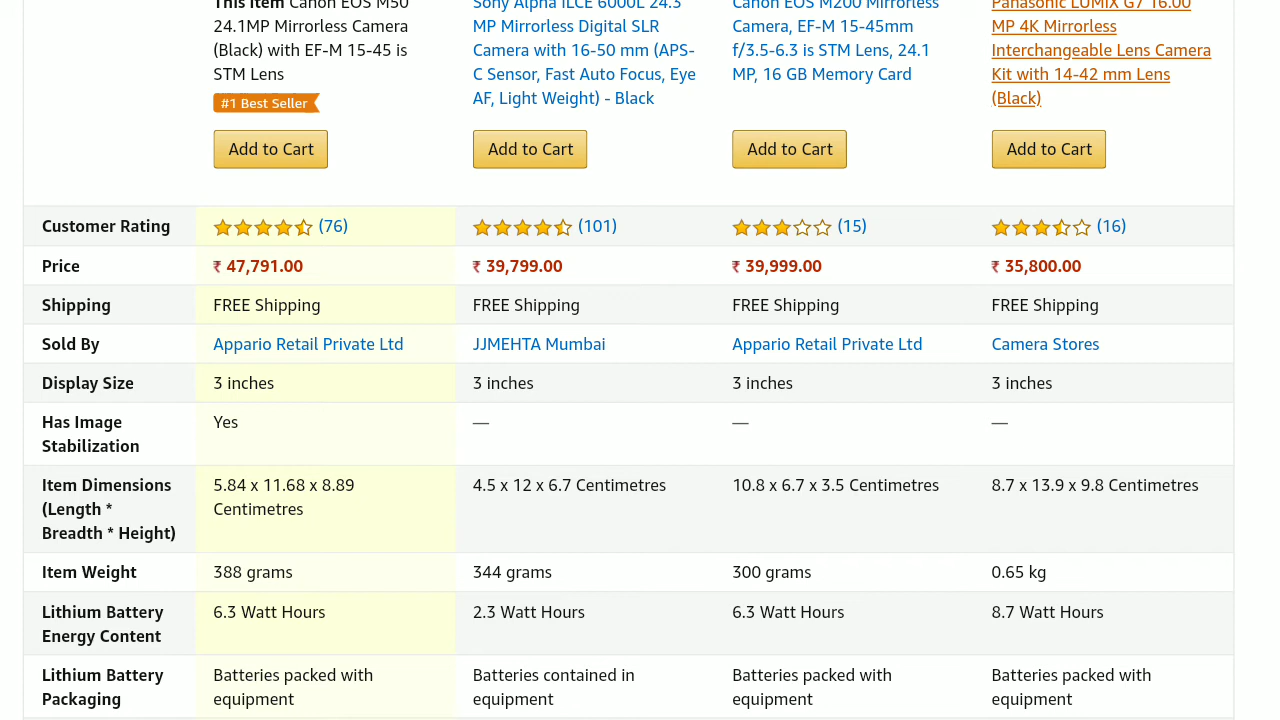 This item Canon EOS M50
24.1MP Mirrorless Camera
(Black) with EF-M 15-45 is
STM Lens
#1 Best Seller
Add to Cart
Sony Alpha ILCE 6000L 24.3
MP Mirrorless Digital SLR
Camera with 16-50 mm (APS-
C Sensor, Fast Auto Focus, Eye
AF, Light Weight) - Black
Add to Cart
Canon EOS M200 Mirrorless
Camera, EF-M 15-45mm
f/3.5-6.3 is STM Lens, 24.1
MP, 16 GB Memory Card
Add to Cart
Panasonic LUMIX G7 16.00
MP 4K Mirrorless
Interchangeable Lens Camera
Kit with 14-42 mm Lens
(Black)
Add to Cart
Customer Rating (76) (101) (15) (16)
Price ₹ 47,791.00 ₹ 39,799.00 ₹ 39,999.00 ₹ 35,800.00
Shipping FREE Shipping FREE Shipping FREE Shipping FREE Shipping
Sold By Appario Retail Private Ltd JJMEHTA Mumbai Appario Retail Private Ltd Camera Stores
Display Size 3 inches 3 inches 3 inches 3 inches
Has Image
Stabilization
Yes — — —
Item Dimensions
(Length *
Breadth * Height)
5.84 x 11.68 x 8.89
Centimetres
4.5 x 12 x 6.7 Centimetres
10.8 x 6.7 x 3.5 Centimetres
8.7 x 13.9 x 9.8 Centimetres
Item Weight 388 grams 344 grams 300 grams 0.65 kg
Lithium Battery
Energy Content
6.3 Watt Hours 2.3 Watt Hours 6.3 Watt Hours 8.7 Watt Hours
Lithium Battery
Packaging
Batteries packed with
equipment
Batteries contained in
equipment
Batteries packed with
equipment
Batteries packed with
equipment